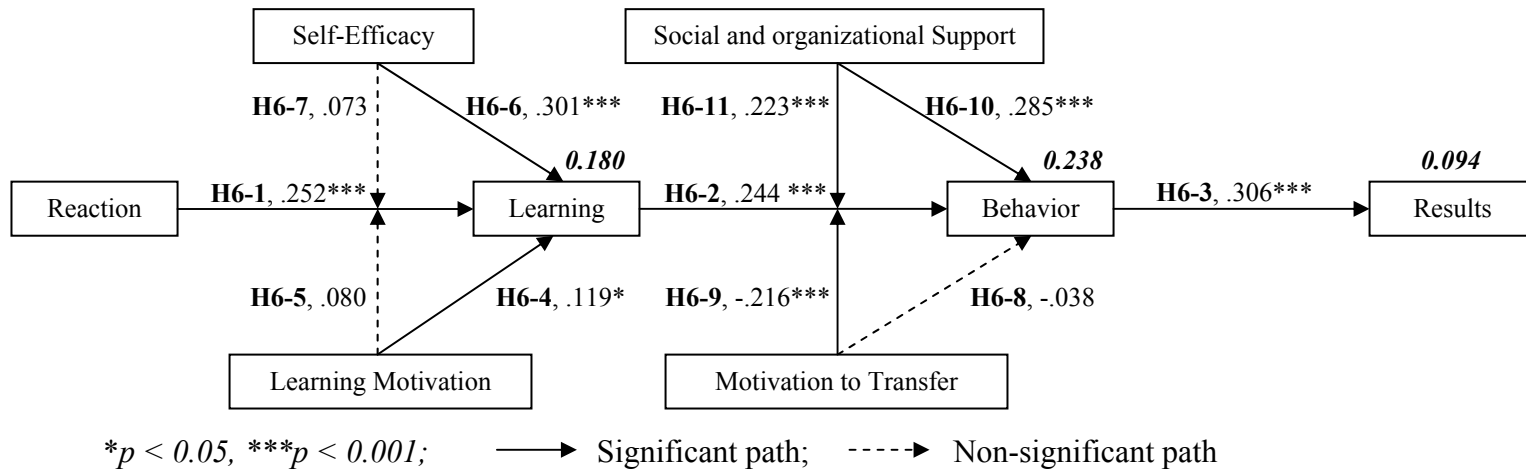 Self-Efficacy
Social and organizational Support
H6-7, .073
H6-6, .301***
H6-11, .223***
H6-10, .285***
0.180
0.238
0.094
Reaction
H6-1, .252***
Learning
H6-2, .244 ***
Behavior
H6-3, .306***
Results
H6-5, .080
H6-4, .119*
H6-9, -.216***
H6-8, -.038
Learning Motivation
Motivation to Transfer
*p < 0.05, ***p < 0.001; Significant path; Non-significant path